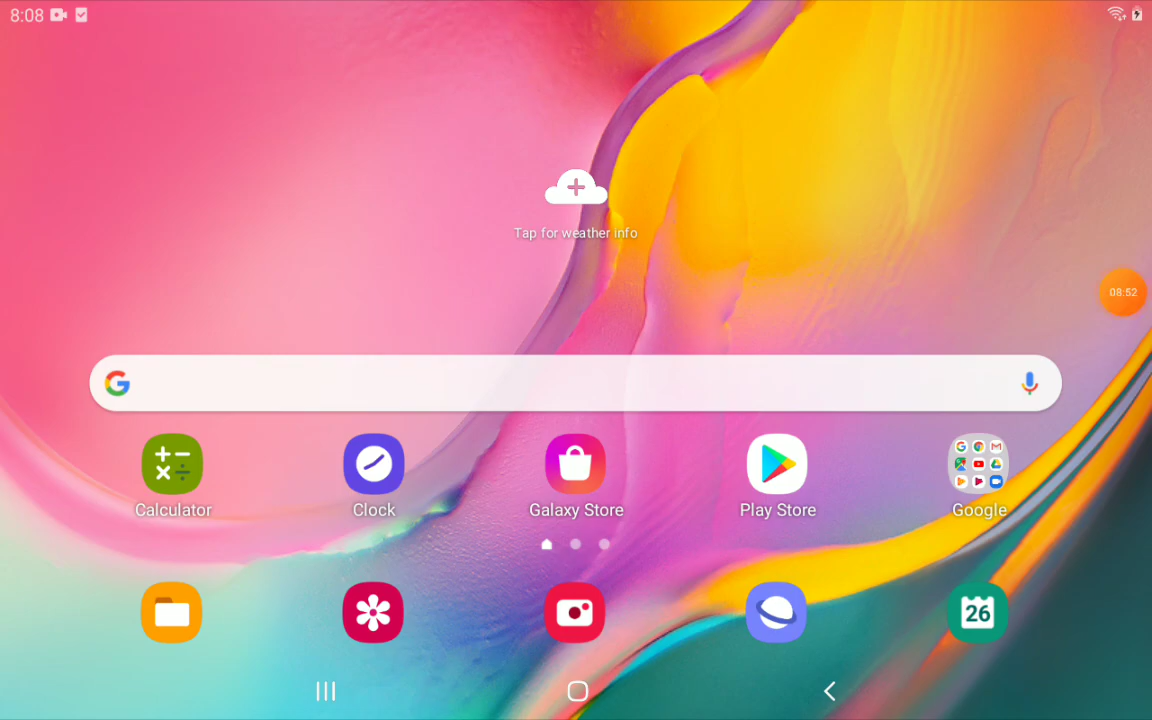 8:08
Tap for weather info
08:52
Calculator
Clock
Galaxy Store
Play Store
Google
26